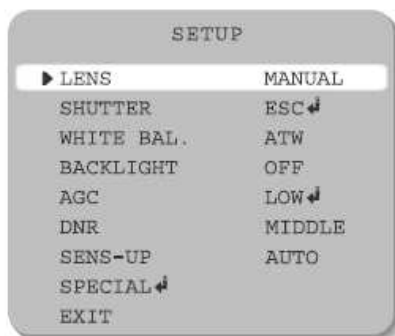 SETUP
▶ LENS MANUAL
SHUTTER ESC↲
WHITE BAL. ATW
BACKLIGHT OFF
AGC LOW↲
DNR MIDDLE
SENS-UP AUTO
SPECIAL↲
EXIT